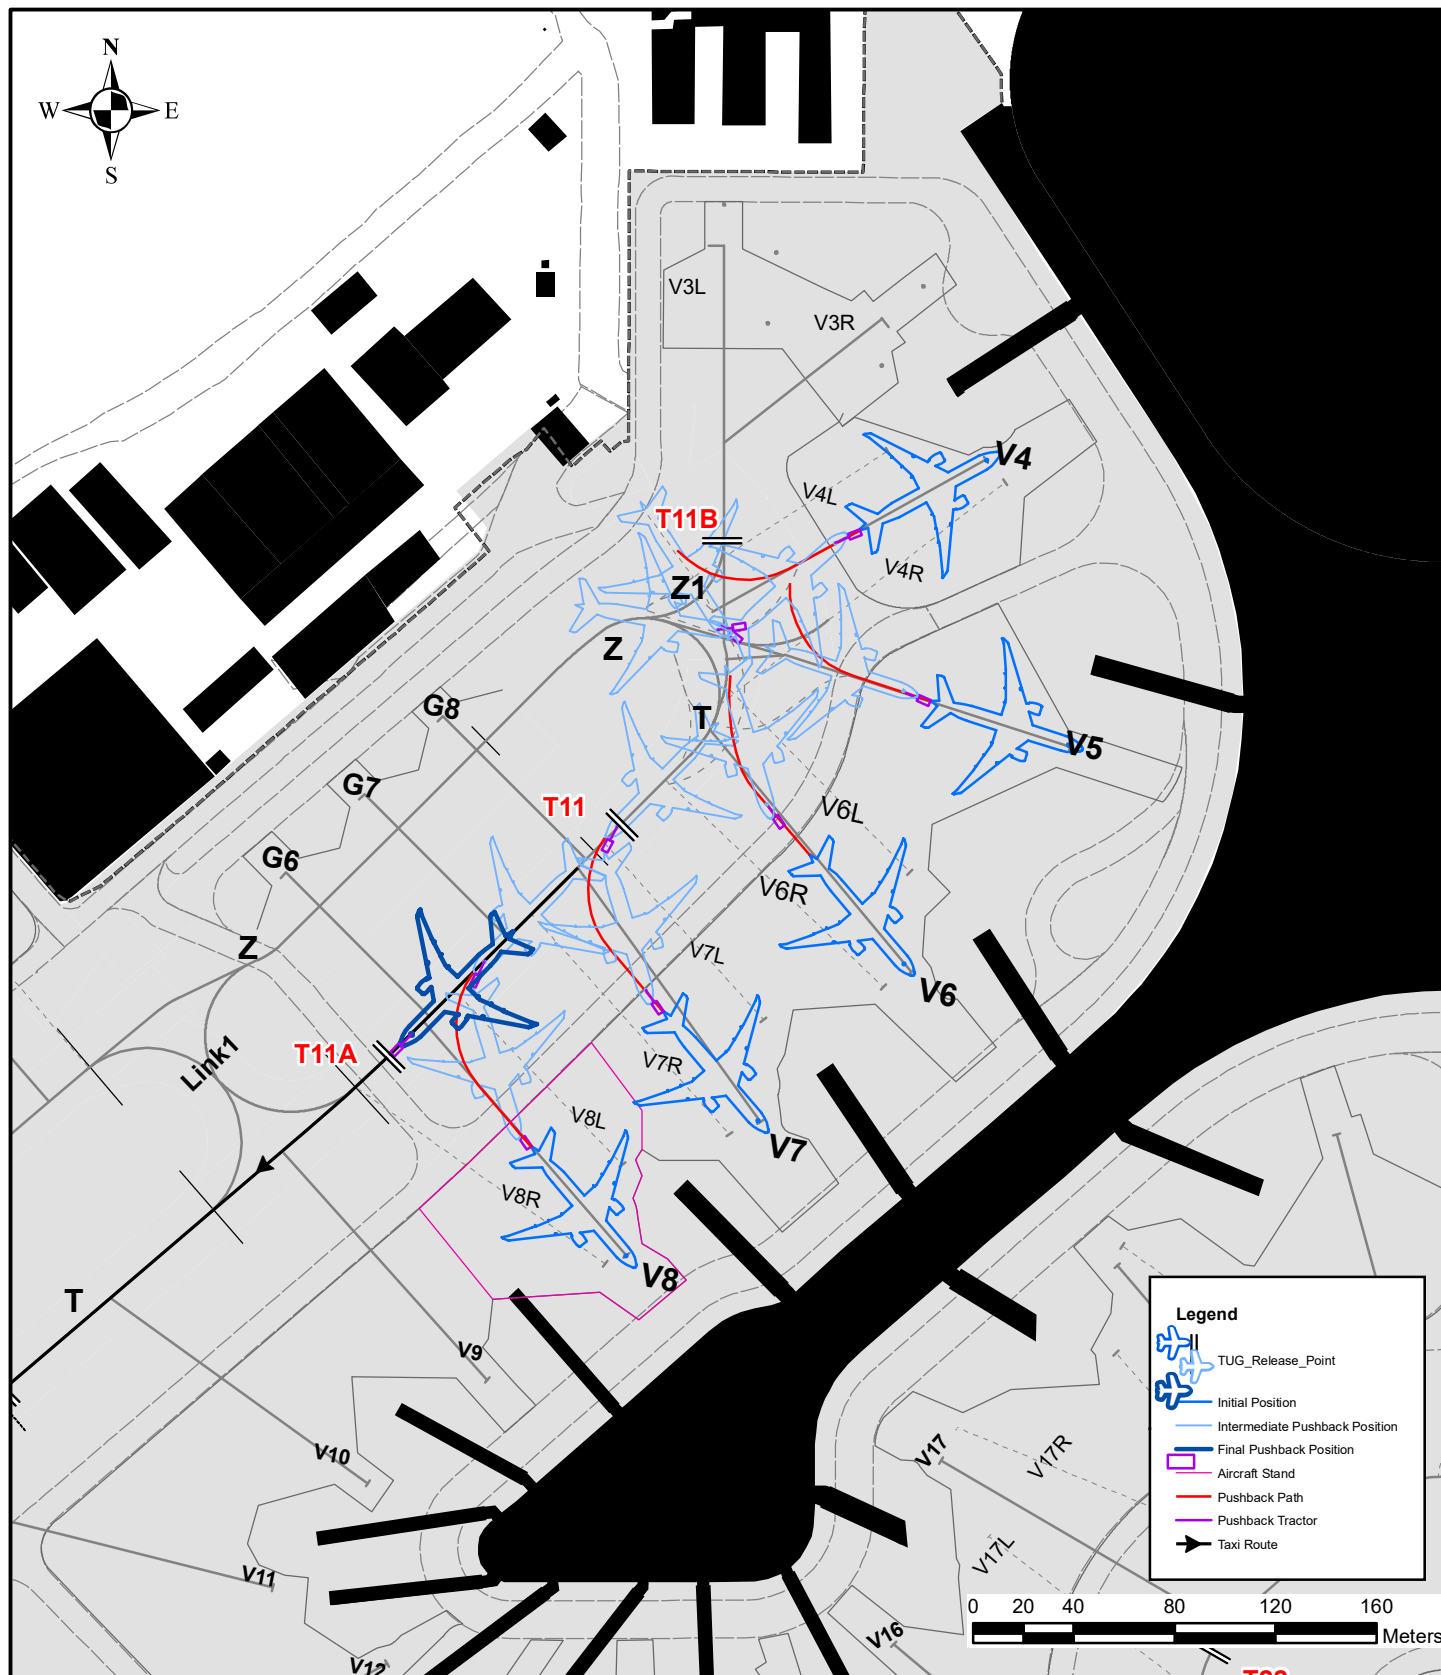 N
W
E
S
V3L
V3R
V4
V4L
T11B
V4R
Z1
Z
G8
T
V5
G7
T11
V6L
G6
V6R
Z
V7L
V6
T11A
Link1
V7R
V8L
V7
V8R
V8
T
V9
V10
V17
V17R
V11
V17L
V12
V16
Legend
TUG_Release_Point
Initial Position
Intermediate Pushback Position
Final Pushback Position
Aircraft Stand
Pushback Path
Pushback Tractor
Taxi Route
0 20 40 80 120 160
Meters